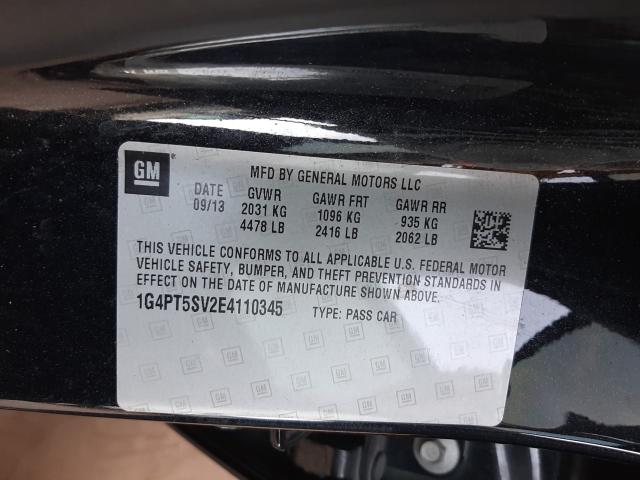 GM
MFD BY GENERAL MOTORS LLC
DATE GVWR GAWR FRT GAWR RR
09/13 2031 KG 1096 KG 935 KG
4478 LB 2416 LB 2062 LB
THIS VEHICLE CONFORMS TO ALL APPLICABLE U.S. FEDERAL MOTOR
VEHICLE SAFETY, BUMPER, AND THEFT PREVENTION STANDARDS IN
EFFECT ON THE DATE OF MANUFACTURE SHOWN ABOVE.
1G4PT5SV2E4110345 TYPE: PASS CAR